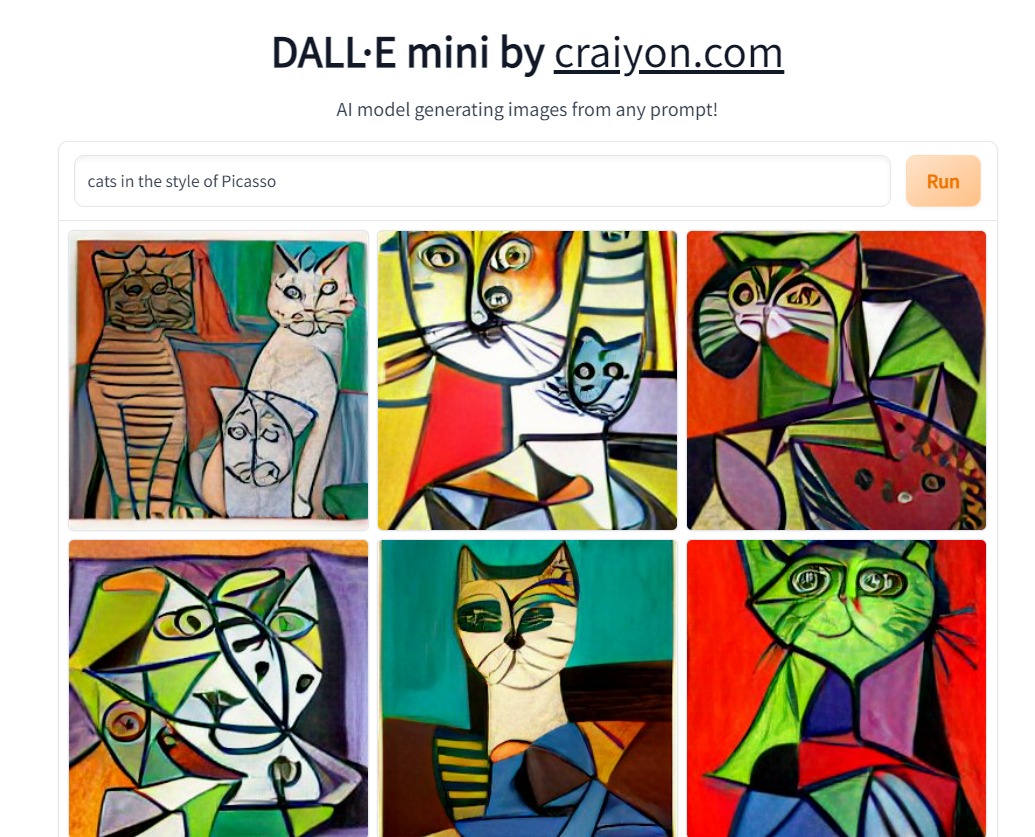 DALL·E mini by craiyon.com
AI model generating images from any prompt!
cats in the style of Picasso
Run